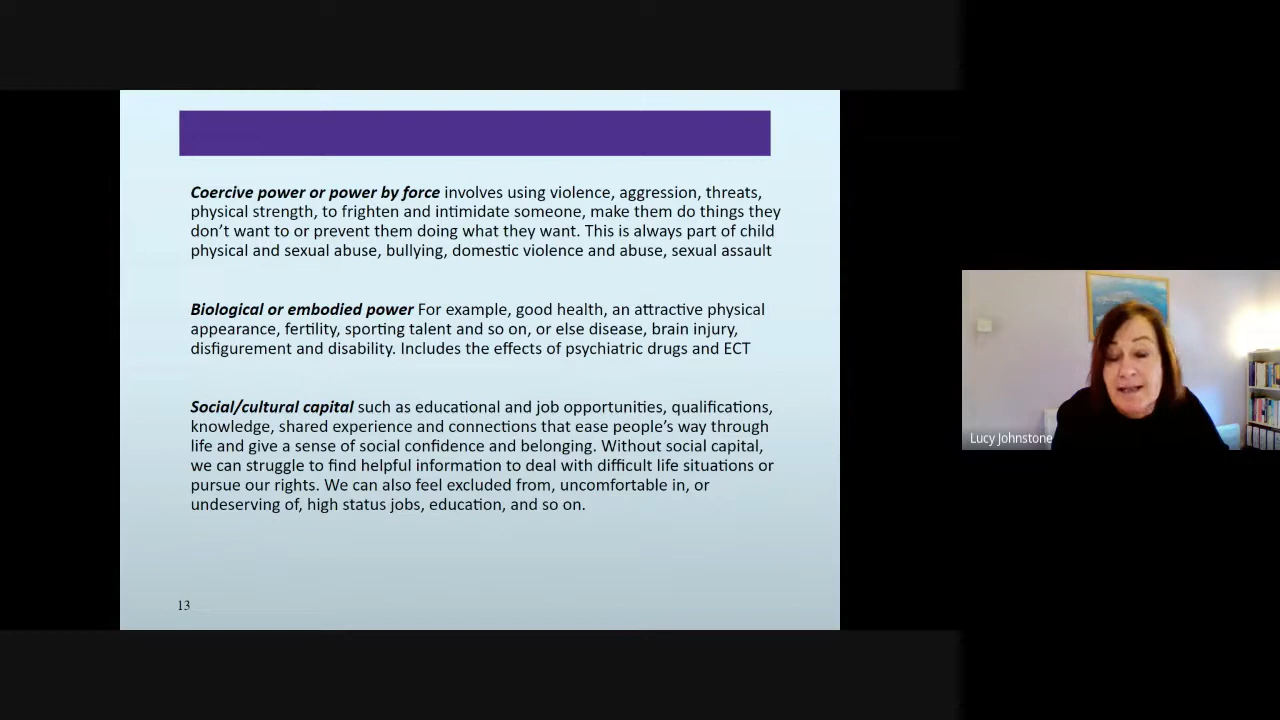 Coercive power or power by force involves using violence, aggression, threats,
physical strength, to frighten and intimidate someone, make them do things they
don’t want to or prevent them doing what they want. This is always part of child
physical and sexual abuse, bullying, domestic violence and abuse, sexual assault
Biological or embodied power For example, good health, an attractive physical
appearance, fertility, sporting talent and so on, or else disease, brain injury,
disfigurement and disability. Includes the effects of psychiatric drugs and ECT
Social/cultural capital such as educational and job opportunities, qualifications,
knowledge, shared experience and connections that ease people’s way through
life and give a sense of social confidence and belonging. Without social capital,
we can struggle to find helpful information to deal with difficult life situations or
pursue our rights. We can also feel excluded from, uncomfortable in, or
undeserving of, high status jobs, education, and so on.
13
Lucy Johnstone